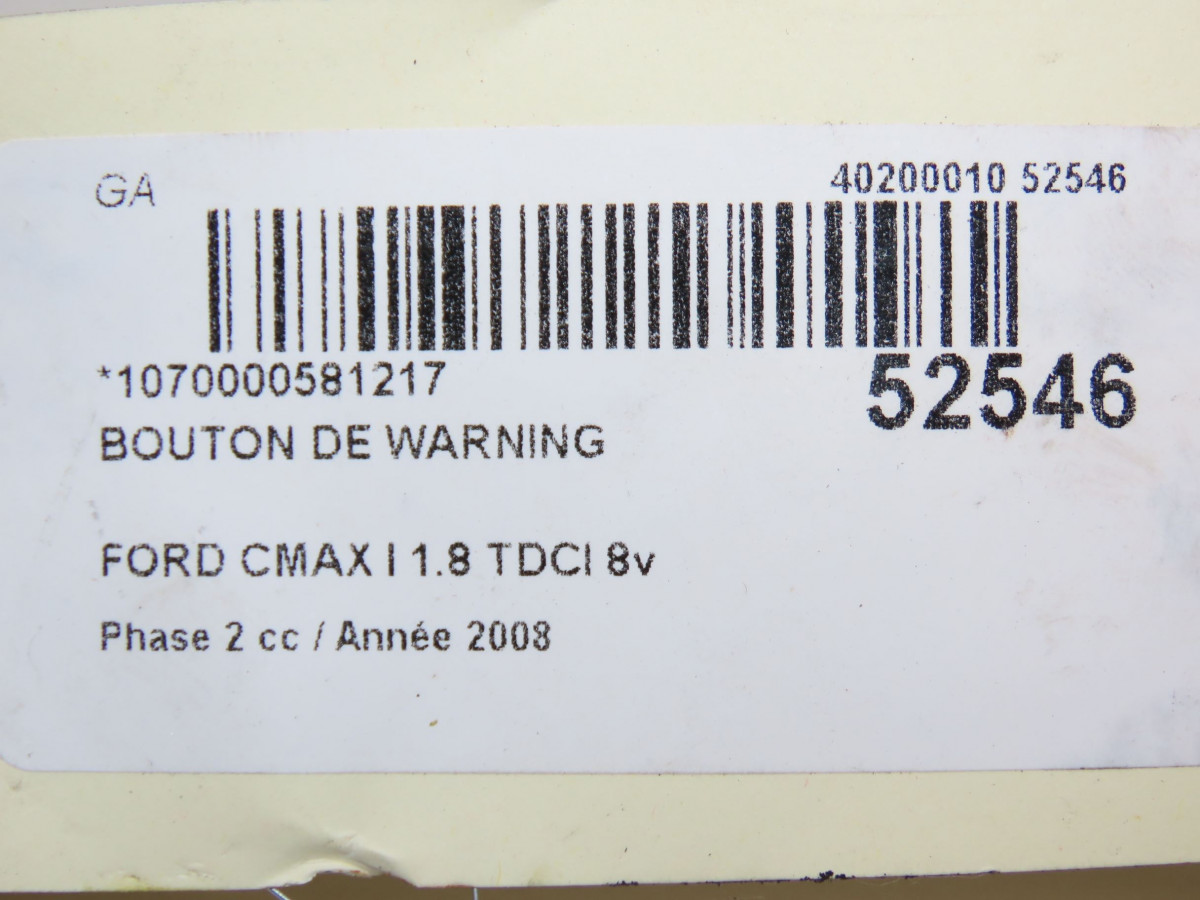 GA
40200010 52546
*1070000581217
52546
BOUTON DE WARNING
FORD CMAX I 1.8 TDCI 8v
Phase 2 cc / Année 2008